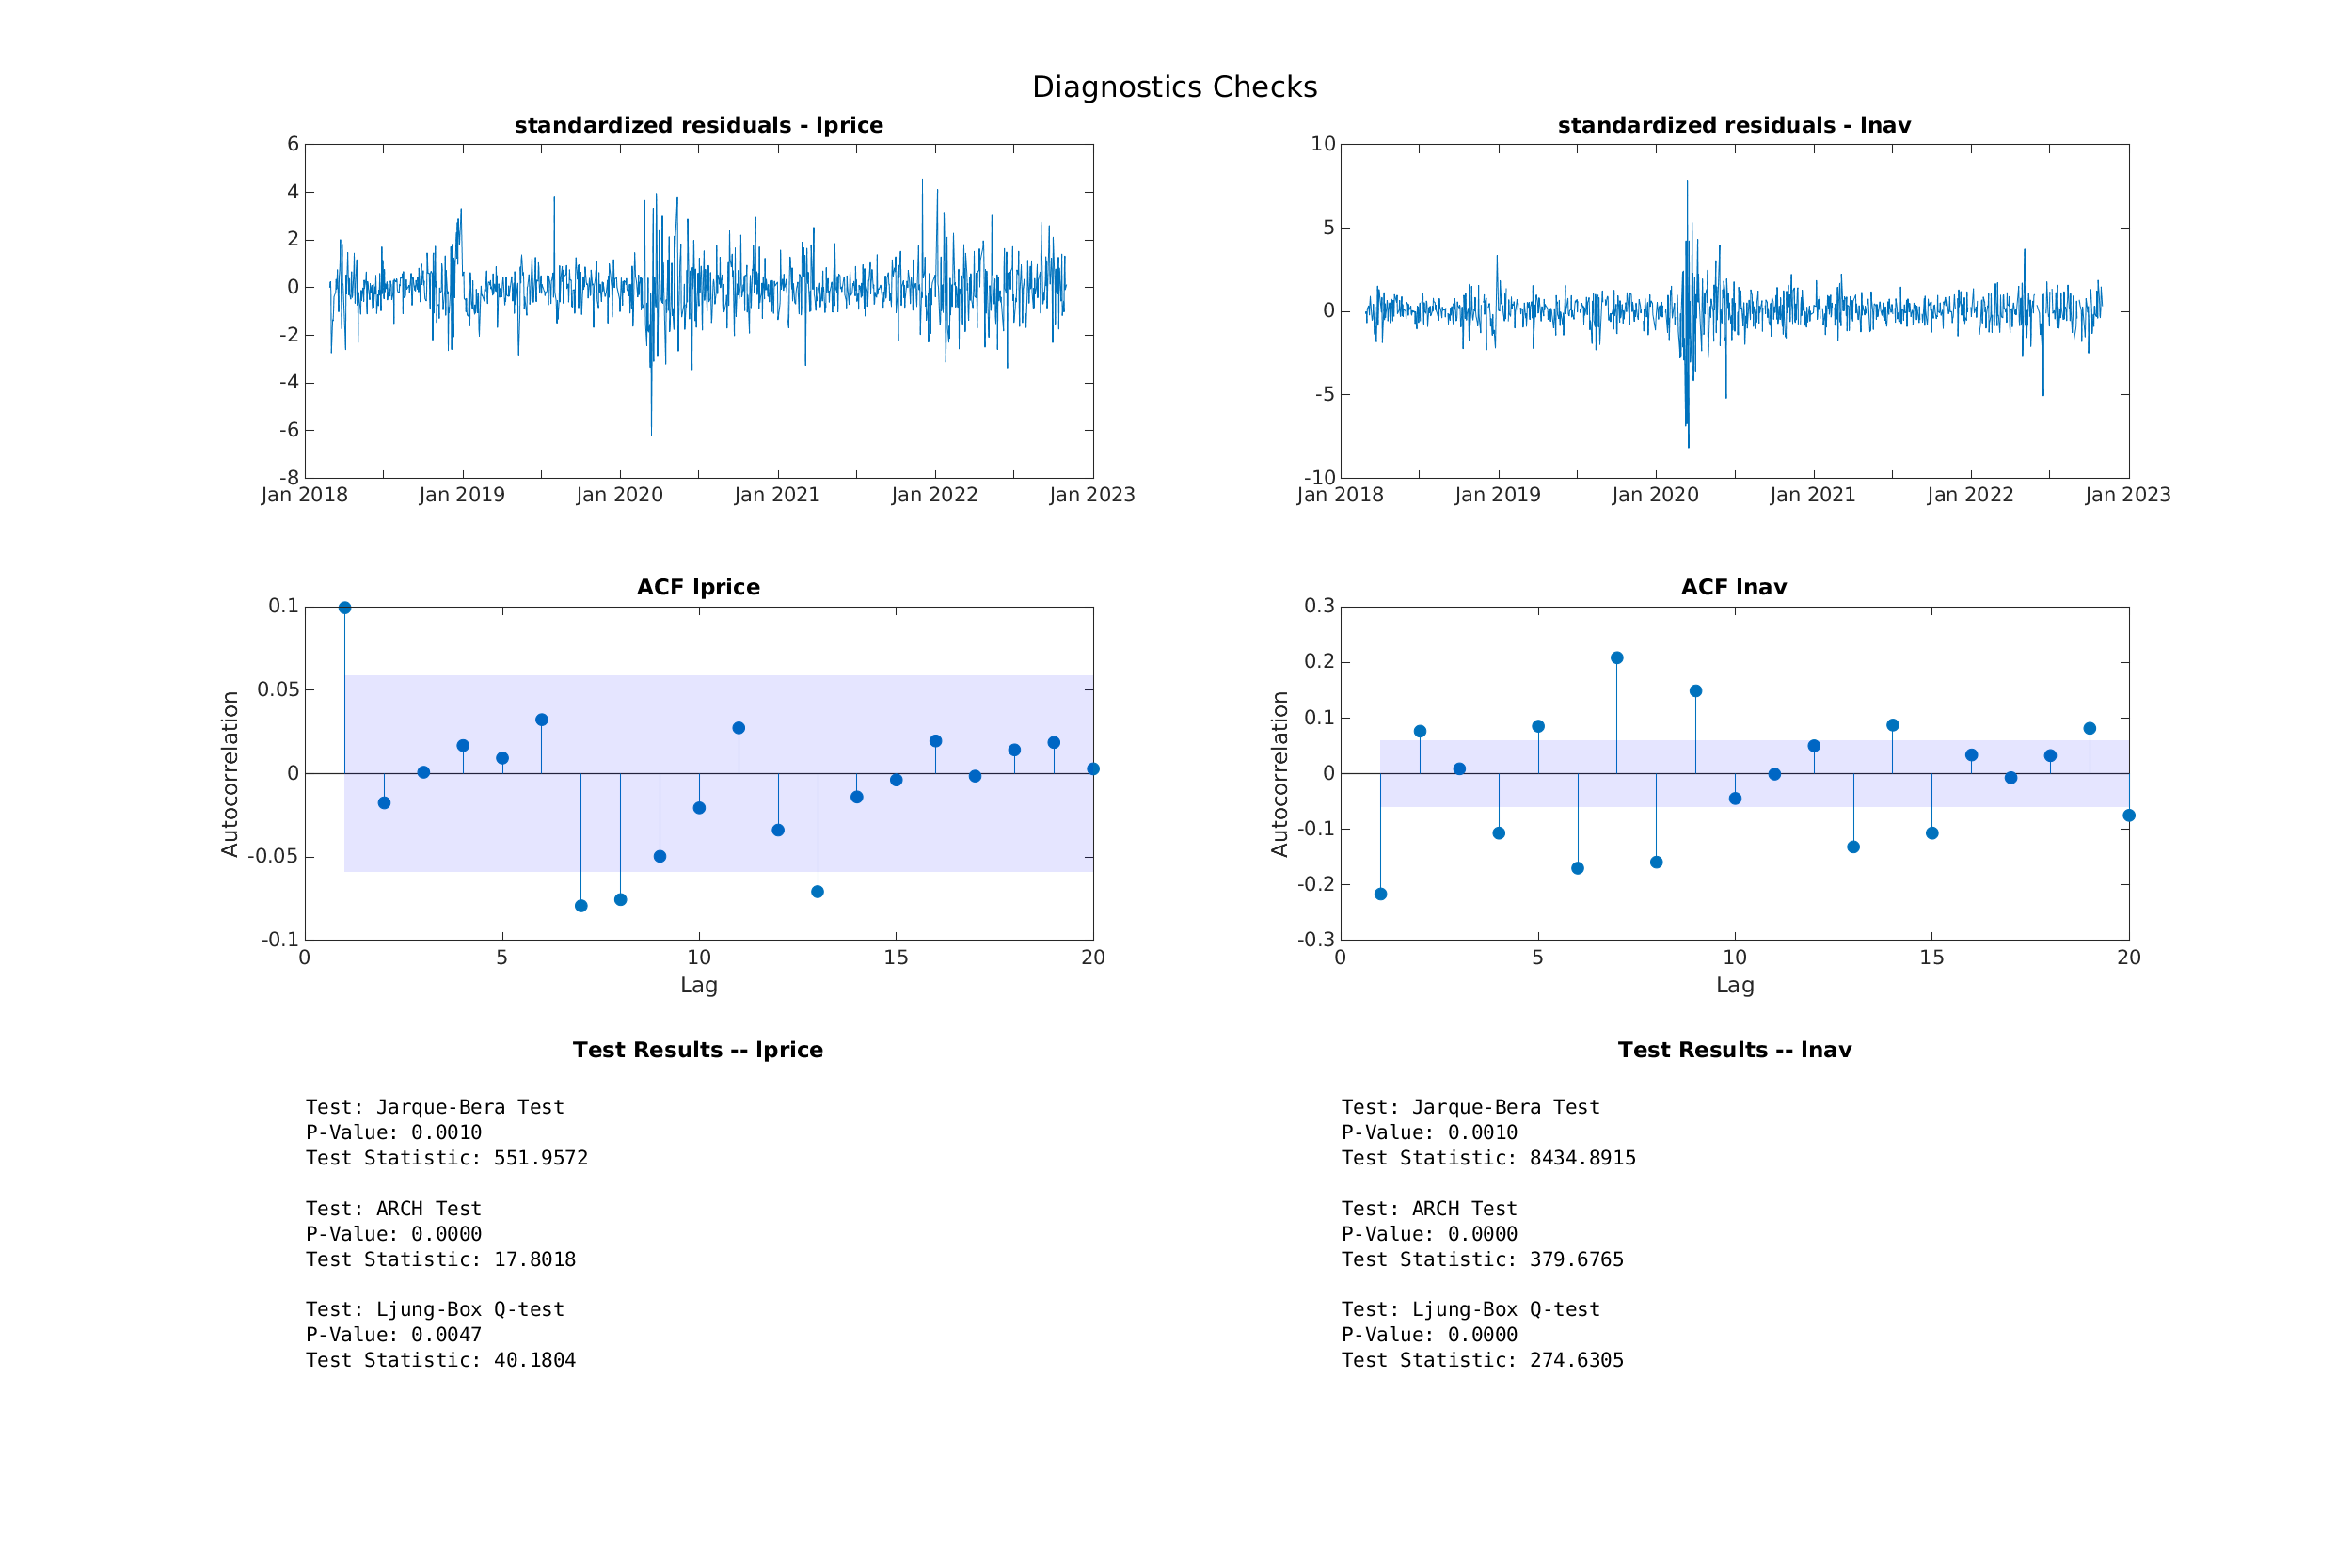 Diagnostics Checks
standardized residuals - lprice
6
4
2
0
-2
-4
-6
-8
Jan 2018 Jan 2019 Jan 2020 Jan 2021 Jan 2022 Jan 2023
standardized residuals - lnav
10
5
0
-5
-10
Jan 2018 Jan 2019 Jan 2020 Jan 2021 Jan 2022 Jan 2023
ACF lprice
Autocorrelation
0.1
0.05
0
-0.05
-0.1
0 5 10 15 20
Lag
ACF lnav
Autocorrelation
0.3
0.2
0.1
0
-0.1
-0.2
-0.3
0 5 10 15 20
Lag
Test Results -- lprice
Test: Jarque-Bera Test
P-Value: 0.0010
Test Statistic: 551.9572
Test: ARCH Test
P-Value: 0.0000
Test Statistic: 17.8018
Test: Ljung-Box Q-test
P-Value: 0.0047
Test Statistic: 40.1804
Test Results -- lnav
Test: Jarque-Bera Test
P-Value: 0.0010
Test Statistic: 8434.8915
Test: ARCH Test
P-Value: 0.0000
Test Statistic: 379.6765
Test: Ljung-Box Q-test
P-Value: 0.0000
Test Statistic: 274.6305